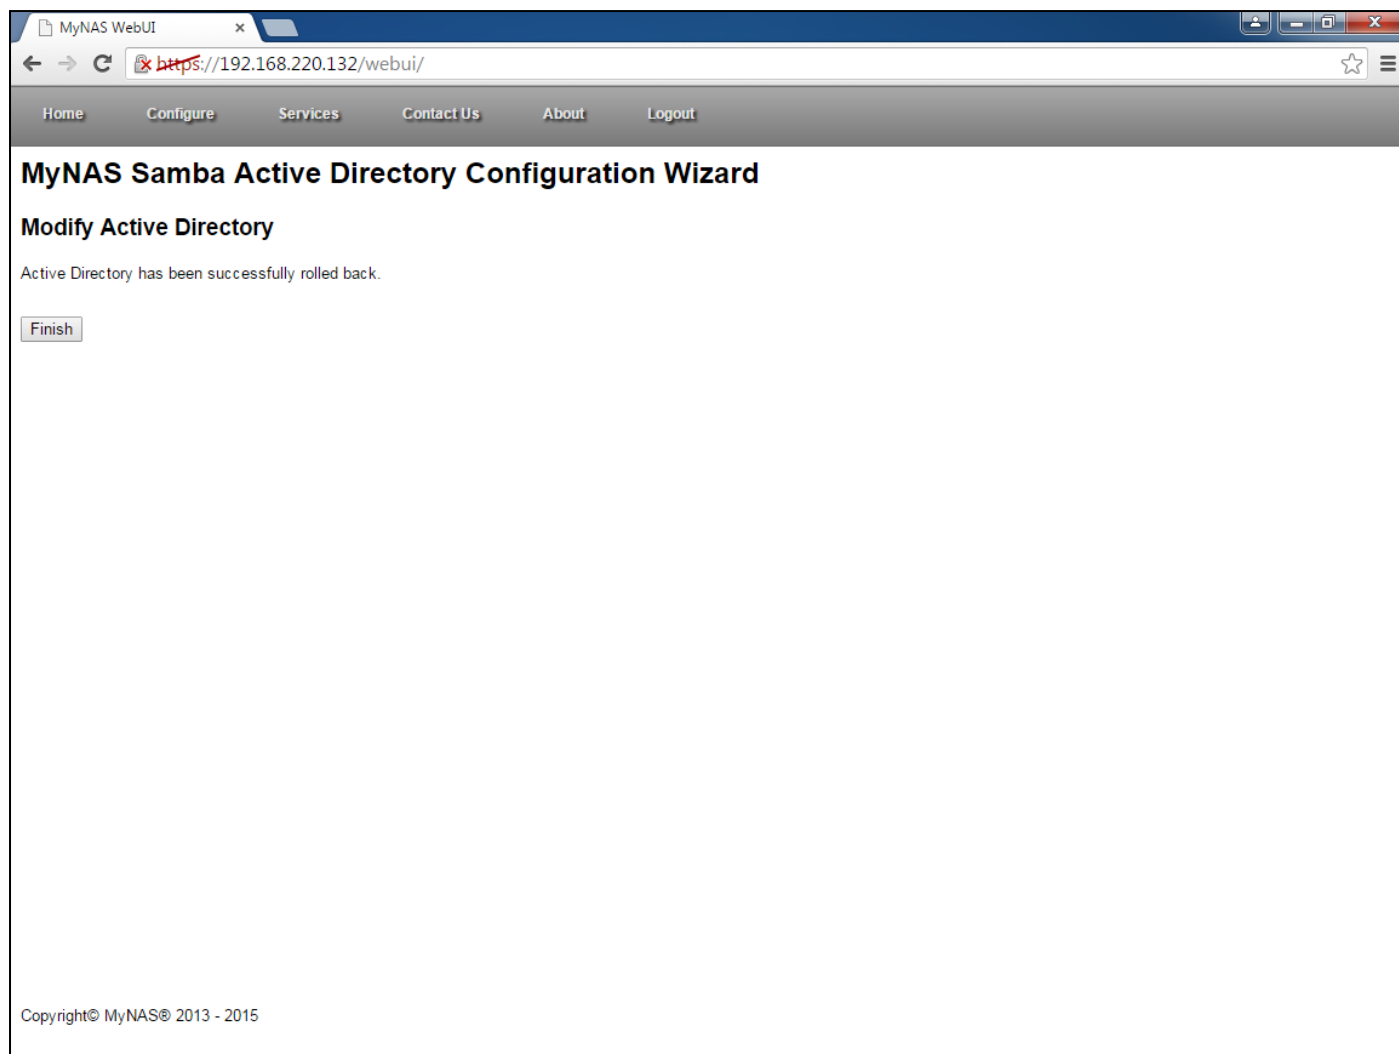 MyNAS WebUI
https://192.168.220.132/webui/
Home Configure Services Contact Us About Logout
MyNAS Samba Active Directory Configuration Wizard
Modify Active Directory
Active Directory has been successfully rolled back.
Finish
Copyright© MyNAS® 2013 - 2015